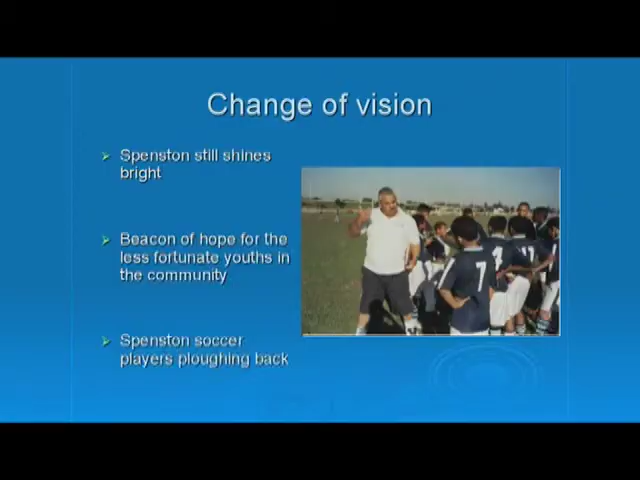 Change of vision
Spenston still shines
bright
Beacon of hope for the
less fortunate youths in
the community
Spenston soccer
players ploughing back
7